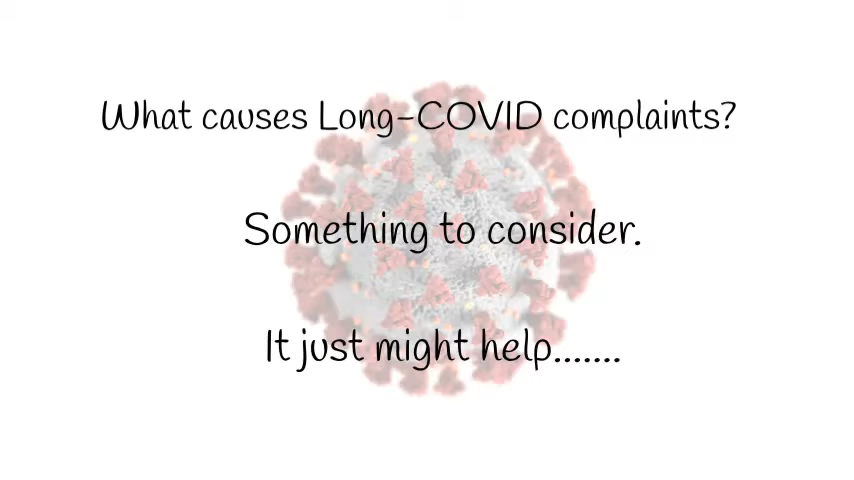 What causes Long-COVID complaints?
Something to consider.
It just might help.......